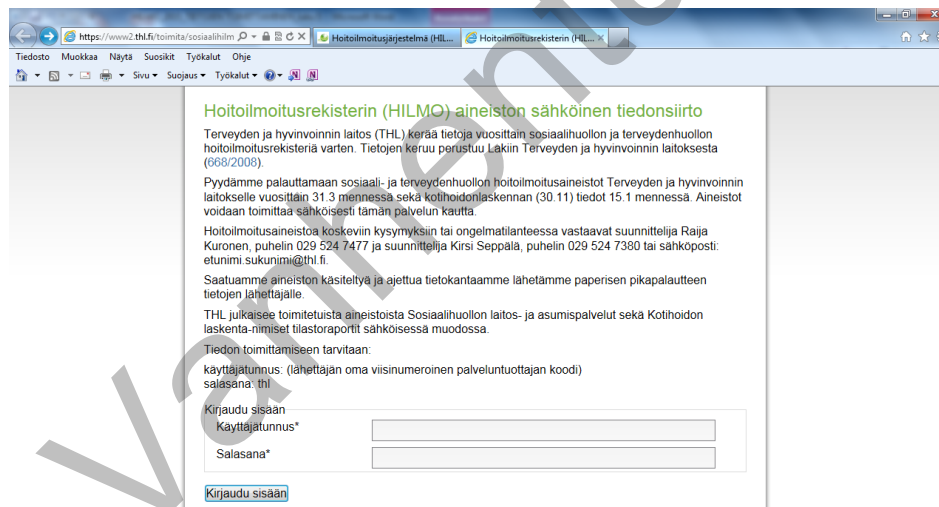 https://www2.thl.fi/toimita/sosiaalihilm
Hoitoilmoitusjärjestelmä (HIL...
Hoitoilmoitusrekisterin (HIL...
Tiedosto Muokkaa Näytä Suosikit Työkalut Ohje
Sivu Suojaus Työkalut
Hoitoilmoitusrekisterin (HILMO) aineiston sähköinen tiedonsiirto
Terveyden ja hyvinvoinnin laitos (THL) kerää tietoja vuosittain sosiaalihuollon ja terveydenhuollon
hoitoilmoitusrekisteriä varten. Tietojen keruu perustuu Lakiin Terveyden ja hyvinvoinnin laitoksesta
(668/2008).
Pyydämme palauttamaan sosiaali- ja terveydenhuollon hoitoilmoitusaineistot Terveyden ja hyvinvoinnin
laitokselle vuosittain 31.3 mennessä sekä kotihoidonlaskennan (30.11) tiedot 15.1 mennessä. Aineistot
voidaan toimittaa sähköisesti tämän palvelun kautta.
Hoitoilmoitusaineistoa koskeviin kysymyksiin tai ongelmatilanteessa vastaavat suunnittelija Raija
Kuronen, puhelin 029 524 7477 ja suunnittelija Kirsi Seppälä, puhelin 029 524 7380 tai sähköposti:
etunimi.sukunimi@thl.fi.
Saatuamme aineiston käsiteltyä ja ajettua tietokantaamme lähetämme paperisen pikapalautteen
tietojen lähettäjälle.
THL julkaisee toimitetuista aineistoista Sosiaalihuollon laitos- ja asumispalvelut sekä Kotihoidon
laskenta-nimiset tilastoraportit sähköisessä muodossa.
Tiedon toimittamiseen tarvitaan:
käyttäjätunnus: (lähettäjän oma viisinumeroinen palveluntuottajan koodi)
salasana: thl
Kirjaudu sisään
Käyttäjätunnus*
Salasana*
Kirjaudu sisään